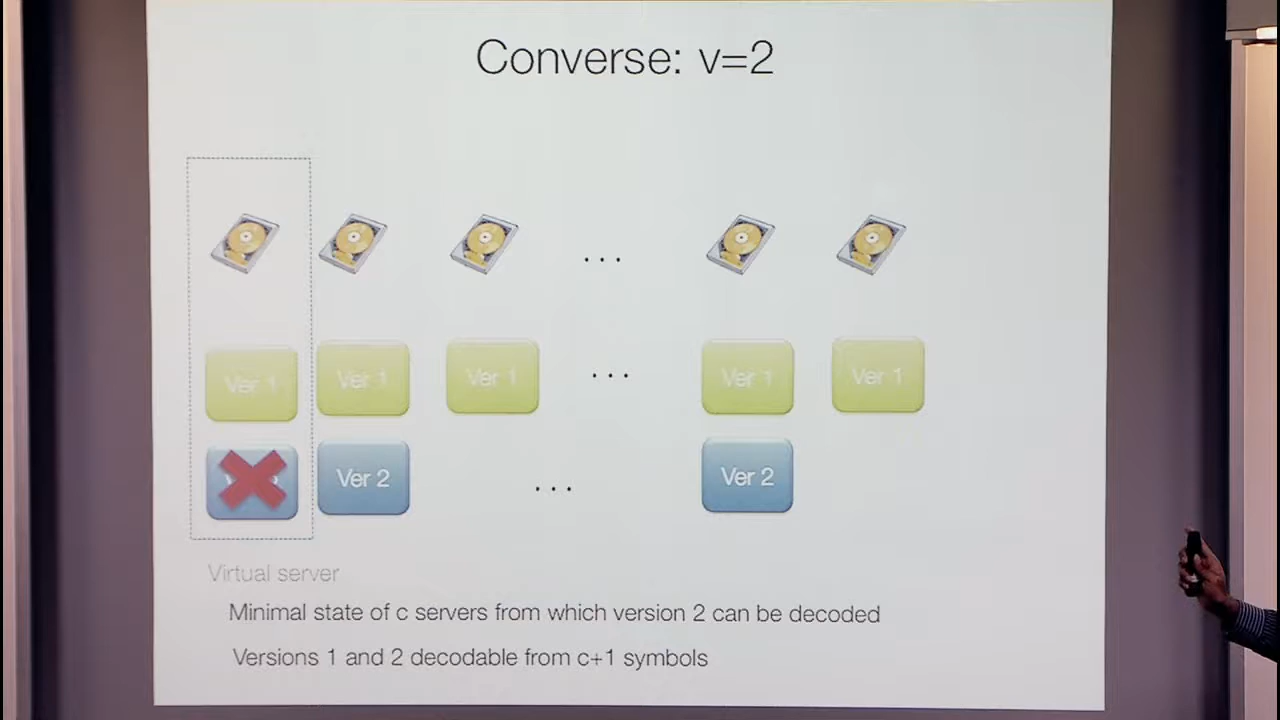 Converse: v=2
...
Ver 1 Ver 1 Ver 1 ... Ver 1 Ver 1
Ver 2 ... Ver 2
Virtual server
Minimal state of c servers from which version 2 can be decoded
Versions 1 and 2 decodable from c+1 symbols